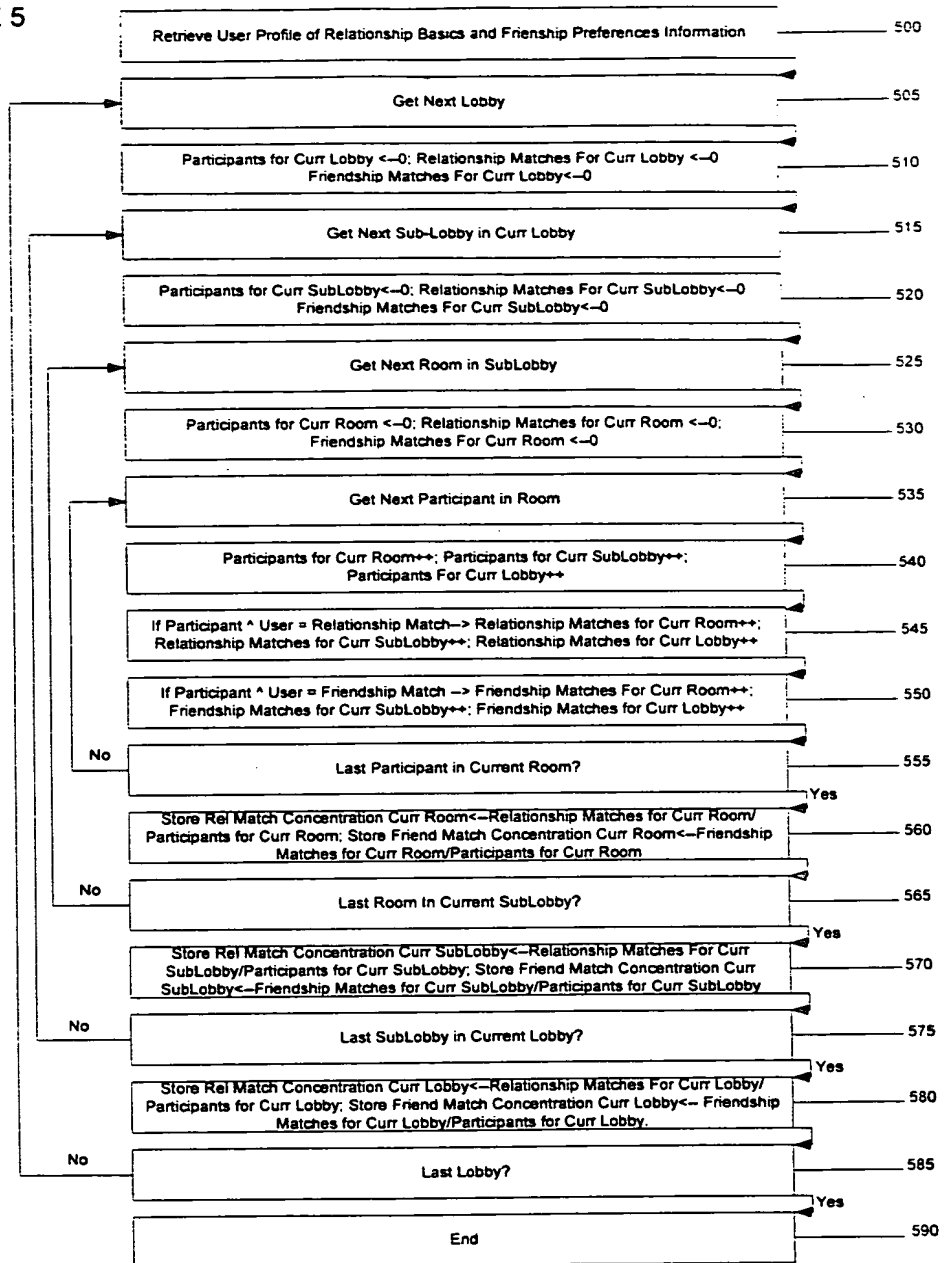 5
Retrieve User Profile of Relationship Basics and Frienship Preferences Information
500
Get Next Lobby
505
Participants for Curr Lobby <--0; Relationship Matches For Curr Lobby <--0
Friendship Matches For Curr Lobby<--0
510
Get Next Sub-Lobby in Curr Lobby
515
Participants for Curr SubLobby<--0; Relationship Matches For Curr SubLobby<--0
Friendship Matches For Curr SubLobby<--0
520
Get Next Room in SubLobby
525
Participants for Curr Room <--0; Relationship Matches for Curr Room <--0;
Friendship Matches For Curr Room <--0
530
Get Next Participant in Room
535
Participants for Curr Room++; Participants for Curr SubLobby++;
Participants For Curr Lobby++
540
If Participant ^ User = Relationship Match--> Relationship Matches for Curr Room++;
Relationship Matches for Curr SubLobby++; Relationship Matches for Curr Lobby++
545
If Participant ^ User = Friendship Match --> Friendship Matches For Curr Room++;
Friendship Matches for Curr SubLobby++; Friendship Matches for Curr Lobby++
550
No
Last Participant in Current Room?
555
Yes
Store Rel Match Concentration Curr Room<--Relationship Matches for Curr Room/
Participants for Curr Room; Store Friend Match Concentration Curr Room<--Friendship
Matches for Curr Room/Participants for Curr Room
560
No
Last Room In Current SubLobby?
565
Yes
Store Rel Match Concentration Curr SubLobby<--Relationship Matches For Curr
SubLobby/Participants for Curr SubLobby; Store Friend Match Concentration Curr
SubLobby<--Friendship Matches for Curr SubLobby/Participants for Curr SubLobby
570
No
Last SubLobby in Current Lobby?
575
Yes
Store Rel Match Concentration Curr Lobby<--Relationship Matches For Curr Lobby/
Participants for Curr Lobby; Store Friend Match Concentration Curr Lobby<-- Friendship
Matches for Curr Lobby/Participants for Curr Lobby.
580
No
Last Lobby?
585
Yes
End
590